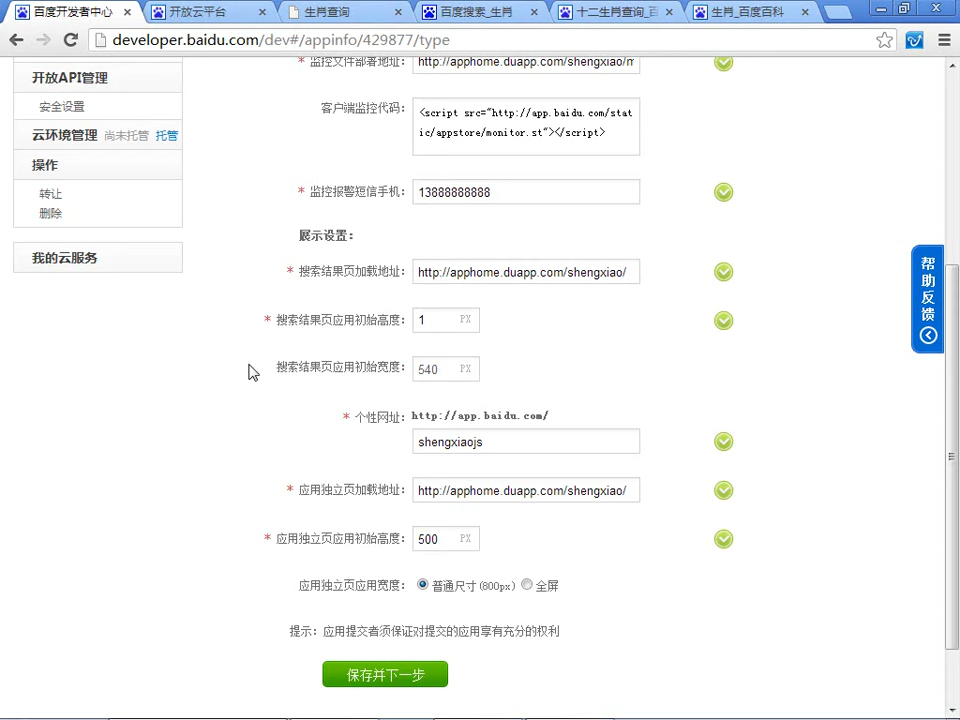 百度开发者中心
开放云平台
生肖查询
百度搜索_生肖
十二生肖查询_百
生肖_百度百科
developer.baidu.com/dev#/appinfo/429877/type
开放API管理
安全设置
云环境管理 尚未托管 托管
操作
转让
删除
我的云服务
* 监控文件部署地址: http://apphome.duapp.com/shengxiao/m
客户端监控代码: <script src="http://app.baidu.com/stat
ic/appstore/monitor.st"></script>
* 监控报警短信手机: 13888888888
展示设置:
* 搜索结果页加载地址: http://apphome.duapp.com/shengxiao/
* 搜索结果页应用初始高度: 1 PX
搜索结果页应用初始宽度: 540 PX
* 个性网址: http://app.baidu.com/
shengxiaojs
* 应用独立页加载地址: http://apphome.duapp.com/shengxiao/
* 应用独立页应用初始高度: 500 PX
应用独立页应用宽度: 普通尺寸(800px) 全屏
提示: 应用提交者须保证对提交的应用享有充分的权利
保存并下一步
帮助反馈